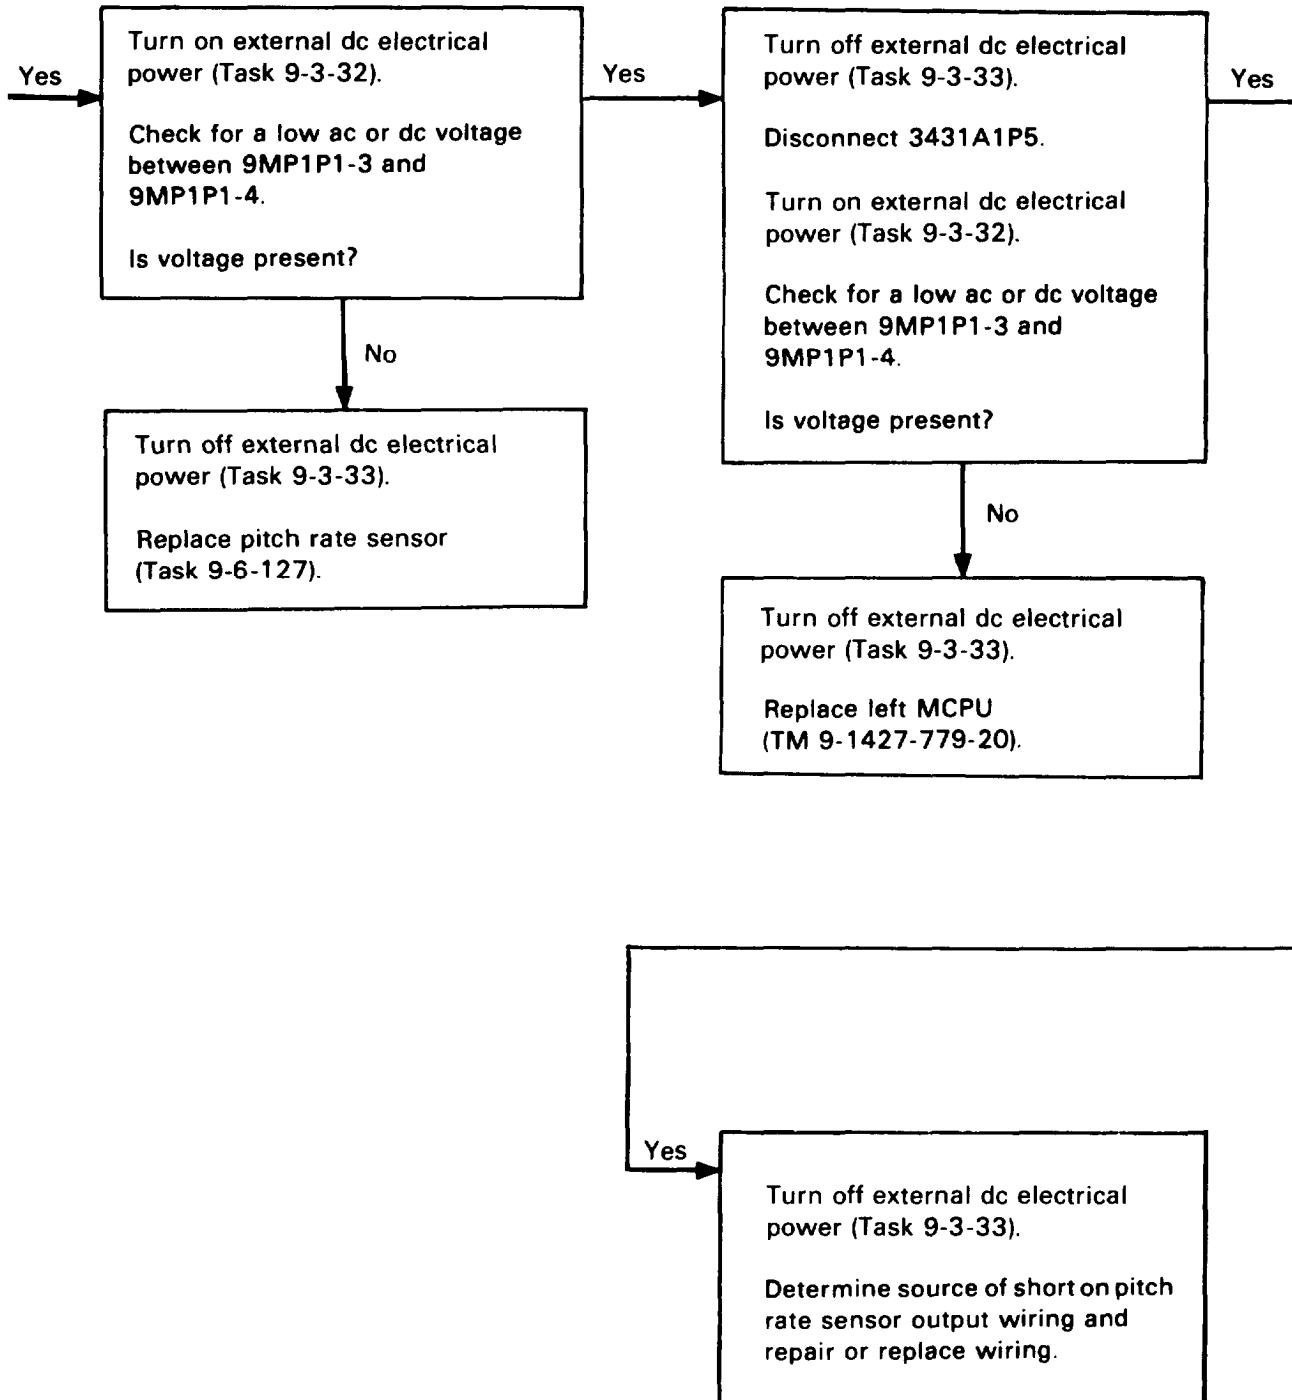 Yes
Turn on external dc electrical
power (Task 9-3-32).
Check for a low ac or dc voltage
between 9MP1P1-3 and
9MP1P1-4.
Is voltage present?
Yes
Turn off external dc electrical
power (Task 9-3-33).
Disconnect 3431A1P5.
Turn on external dc electrical
power (Task 9-3-32).
Check for a low ac or dc voltage
between 9MP1P1-3 and
9MP1P1-4.
Is voltage present?
Yes
No
Turn off external dc electrical
power (Task 9-3-33).
Replace pitch rate sensor
(Task 9-6-127).
No
Turn off external dc electrical
power (Task 9-3-33).
Replace left MCPU
(TM 9-1427-779-20).
Yes
Turn off external dc electrical
power (Task 9-3-33).
Determine source of short on pitch
rate sensor output wiring and
repair or replace wiring.